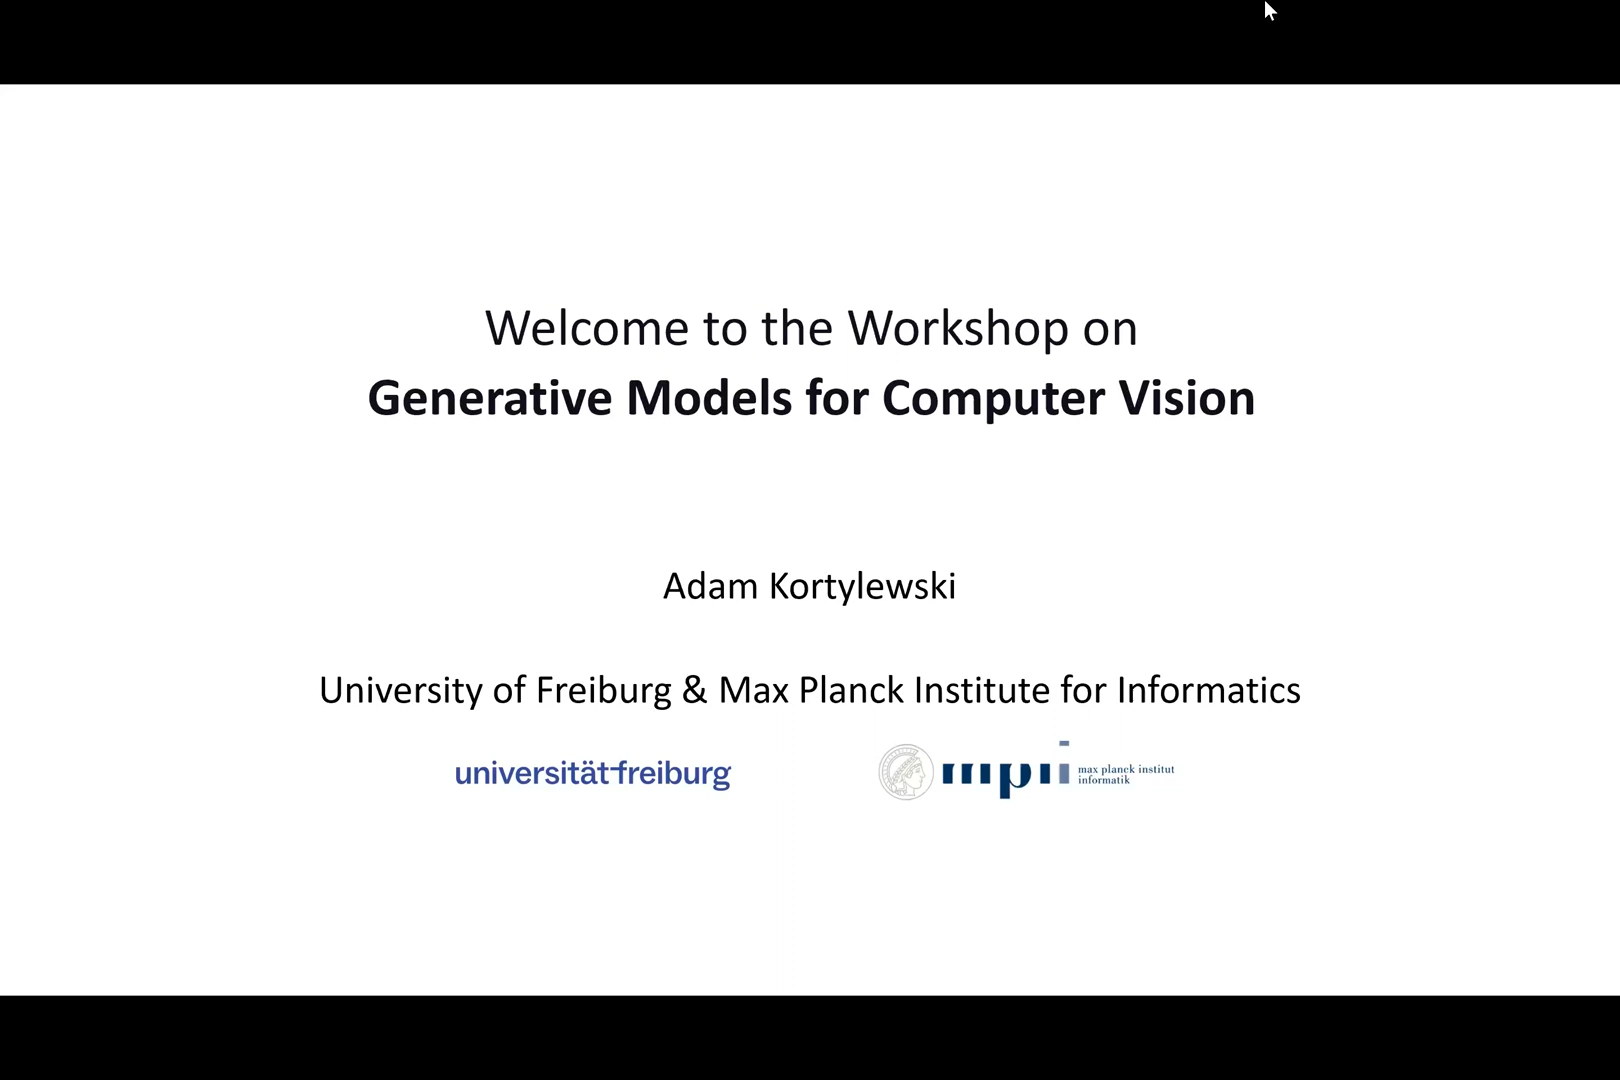 Welcome to the Workshop on
Generative Models for Computer Vision
Adam Kortylewski
University of Freiburg & Max Planck Institute for Informatics
universität freiburg
mpii max planck institut
informatik